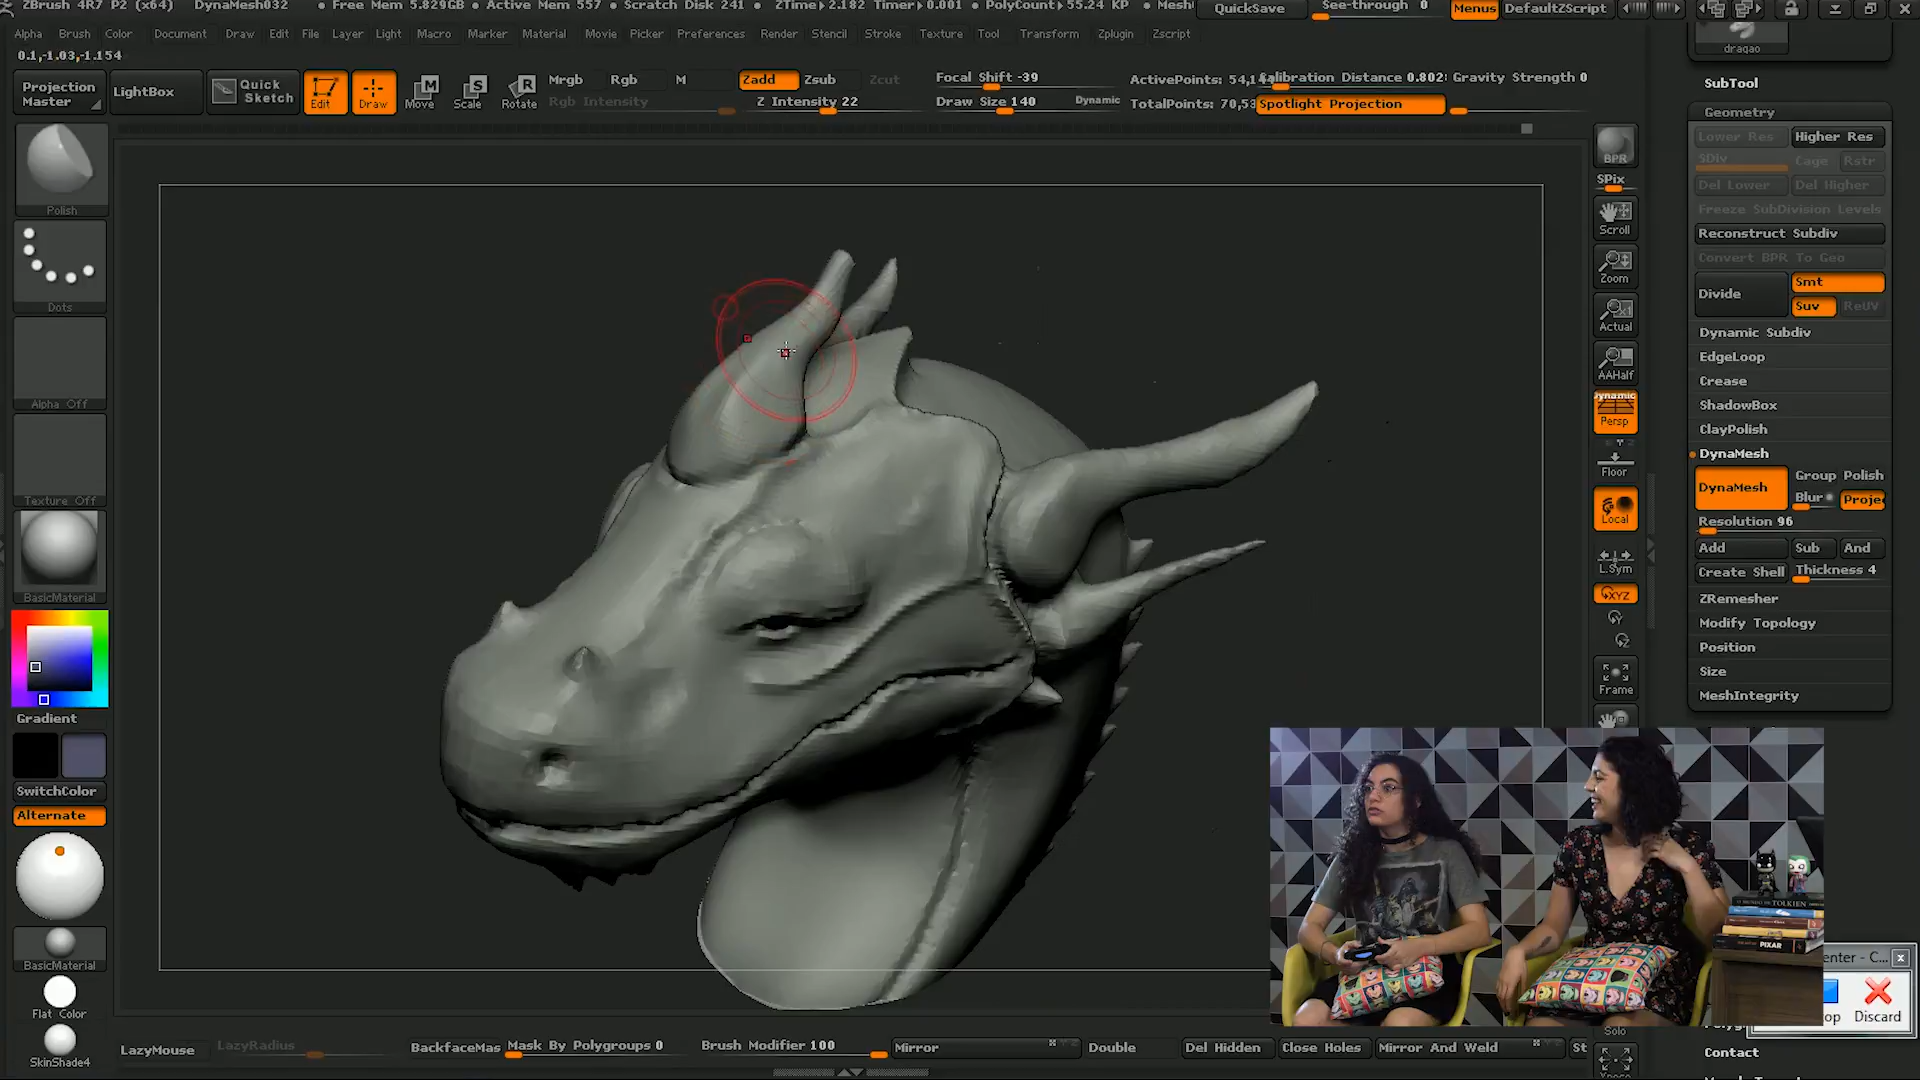 ZBrush 4R7 P2 (x64) DynaMesh032 • Free Mem 5.829GB • Active Mem 557 • Scratch Disk 241 • ZTime▸2.182 Timer▸0.001 • PolyCount▸55.24 KP • Mesh QuickSave See-through 0 Menus DefaultZScript
Alpha Brush Color Document Draw Edit File Layer Light Macro Marker Material Movie Picker Preferences Render Stencil Stroke Texture Tool Transform Zplugin Zscript
0.1,-1.03,-1.154
Projection Master
LightBox
Quick Sketch
Edit
Draw
Move
Scale
Rotate
Mrgb Rgb M
Rgb Intensity
Zadd Zsub Zcut
Z Intensity 22
Focal Shift -39
Draw Size 140 Dynamic
ActivePoints: 54,1
TotalPoints: 70,53
Calibration Distance 0.802 Gravity Strength 0
Spotlight Projection
Polish
Dots
Alpha Off
Texture Off
BasicMaterial
Gradient
SwitchColor
Alternate
BasicMaterial
Flat Color
SkinShade4
BPR
SPix
Scroll
Zoom
Actual
AAHalf
Dynamic
Persp
Floor
Local
L.Sym
XYZ
Frame
Solo
dragao
SubTool
Geometry
Lower Res Higher Res
SDiv Cage Rstr
Del Lower Del Higher
Freeze SubDivision Levels
Reconstruct Subdiv
Convert BPR To Geo
Divide Smt
Suv ReUV
Dynamic Subdiv
EdgeLoop
Crease
ShadowBox
ClayPolish
DynaMesh
DynaMesh Group Polish
Blur Proje
Resolution 96
Add Sub And
Create Shell Thickness 4
ZRemesher
Modify Topology
Position
Size
MeshIntegrity
TOLKIEN
PIXAR
enter - C... x
op Discard
Contact
LazyMouse LazyRadius BackfaceMas Mask By Polygroups 0 Brush Modifier 100 Mirror Double Del Hidden Close Holes Mirror And Weld St